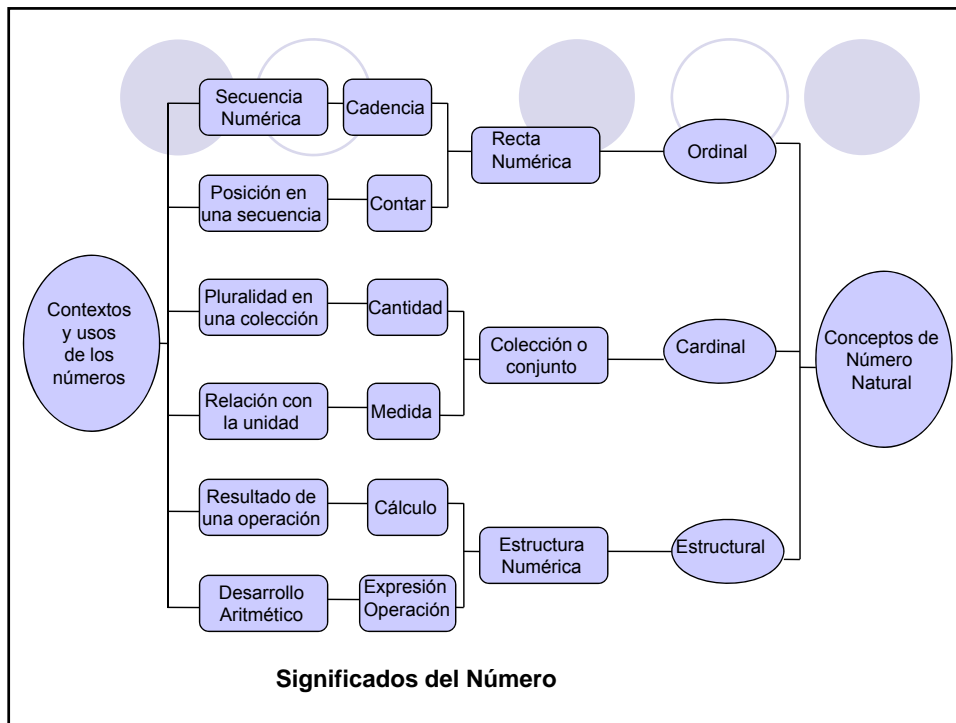 Secuencia
Numérica
Cadencia
Recta
Numérica
Ordinal
Posición en
una secuencia
Contar
Contextos
y usos
de los
números
Pluralidad en
una colección
Cantidad
Colección o
conjunto
Cardinal
Conceptos de
Número
Natural
Relación con
la unidad
Medida
Resultado de
una operación
Cálculo
Estructura
Numérica
Estructural
Desarrollo
Aritmético
Expresión
Operación
Significados del Número